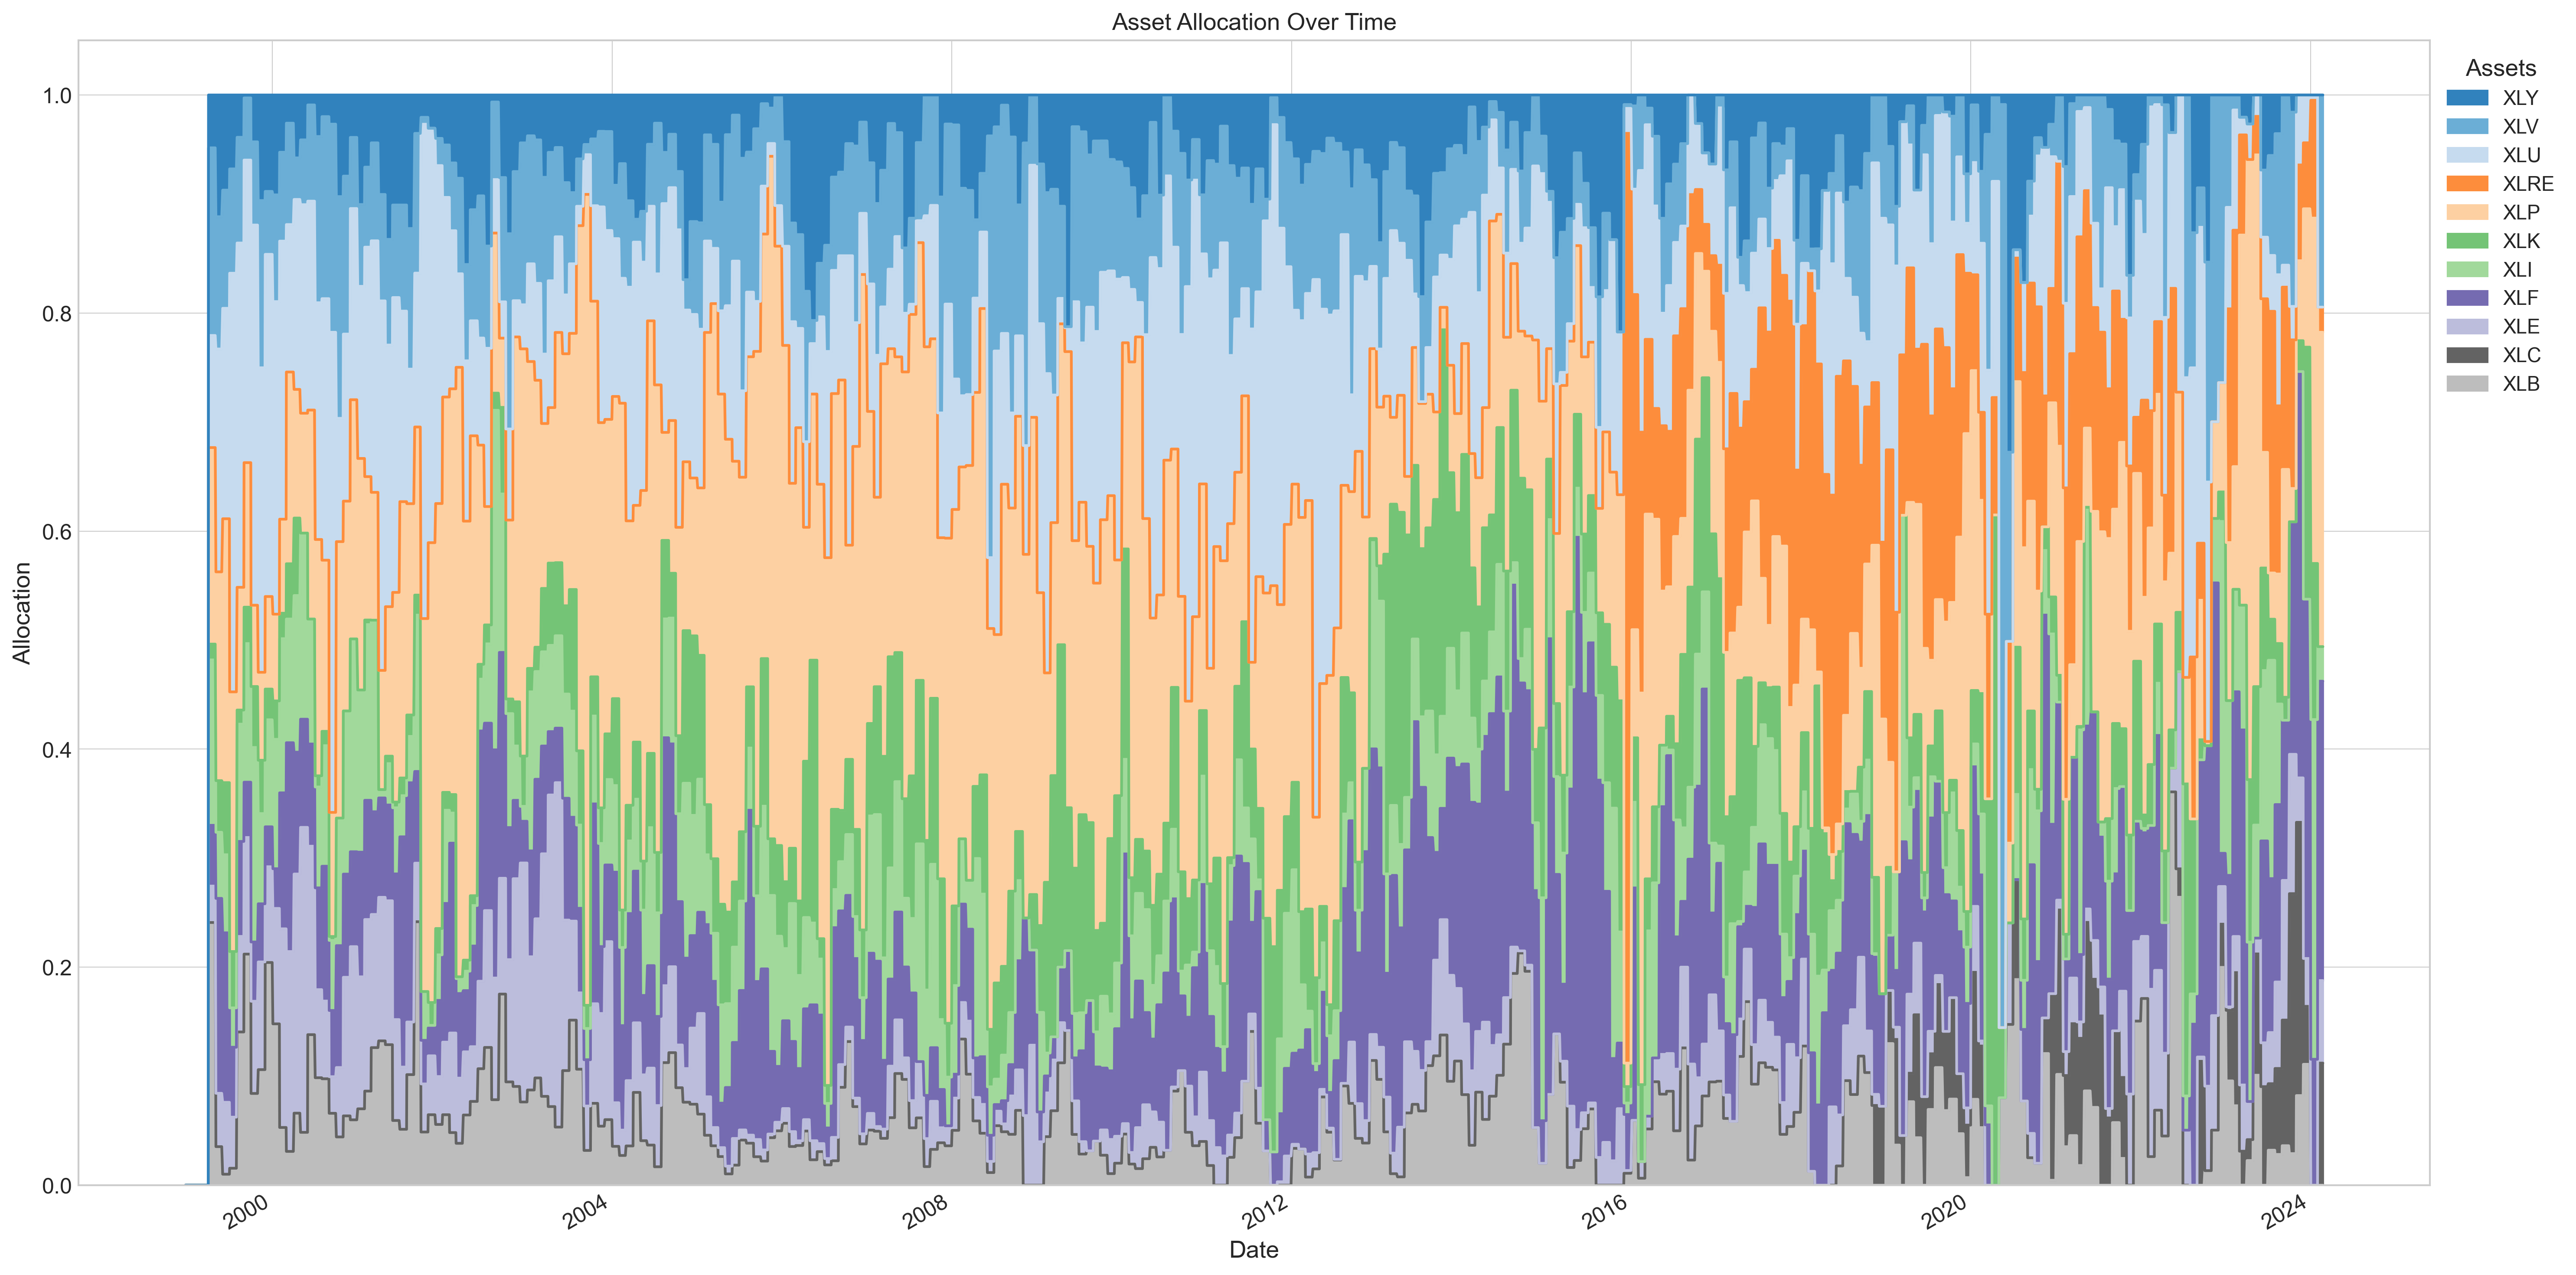 Asset Allocation Over Time
Assets
XLY
XLV
XLU
XLRE
XLP
XLK
XLI
XLF
XLE
XLC
XLB
1.0
0.8
0.6
0.4
0.2
0.0
Allocation
2000
2004
2008
2012
2016
2020
2024
Date